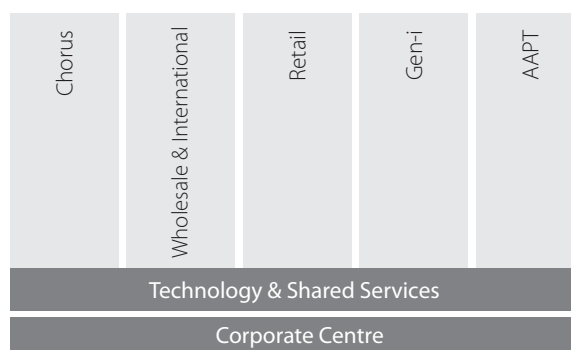 Chorus
Wholesale & International
Retail
Gen-i
AAPT
Technology & Shared Services
Corporate Centre